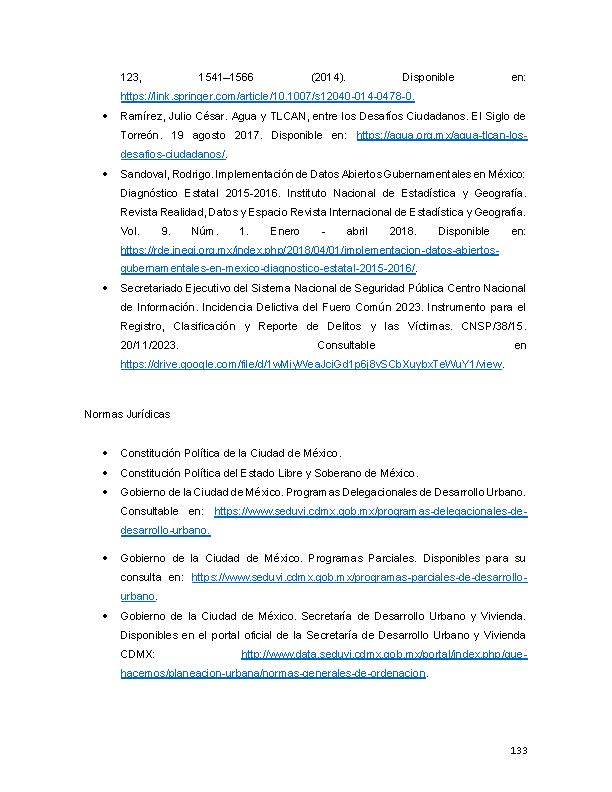 123, 1541–1566 (2014). Disponible en:
https://link.springer.com/article/10.1007/s12040-014-0478-0.
• Ramírez, Julio César. Agua y TLCAN, entre los Desafíos Ciudadanos. El Siglo de
Torreón. 19 agosto 2017. Disponible en: https://agua.org.mx/agua-tlcan-los-
desafios-ciudadanos/.
• Sandoval, Rodrigo. Implementación de Datos Abiertos Gubernamentales en México:
Diagnóstico Estatal 2015-2016. Instituto Nacional de Estadística y Geografía.
Revista Realidad, Datos y Espacio Revista Internacional de Estadística y Geografía.
Vol. 9. Núm. 1. Enero - abril 2018. Disponible en:
https://rde.inegi.org.mx/index.php/2018/04/01/implementacion-datos-abiertos-
gubernamentales-en-mexico-diagnostico-estatal-2015-2016/.
• Secretariado Ejecutivo del Sistema Nacional de Seguridad Pública Centro Nacional
de Información. Incidencia Delictiva del Fuero Común 2023. Instrumento para el
Registro, Clasificación y Reporte de Delitos y las Víctimas. CNSP/38/15.
20/11/2023. Consultable en
https://drive.google.com/file/d/1wMiyWeaJciGd1p6j8vSCbXuybxTeWuY1/view.
Normas Jurídicas
• Constitución Política de la Ciudad de México.
• Constitución Política del Estado Libre y Soberano de México.
• Gobierno de la Ciudad de México. Programas Delegacionales de Desarrollo Urbano.
Consultable en: https://www.seduvi.cdmx.gob.mx/programas-delegacionales-de-
desarrollo-urbano.
• Gobierno de la Ciudad de México. Programas Parciales. Disponibles para su
consulta en: https://www.seduvi.cdmx.gob.mx/programas-parciales-de-desarrollo-
urbano.
• Gobierno de la Ciudad de México. Secretaría de Desarrollo Urbano y Vivienda.
Disponibles en el portal oficial de la Secretaría de Desarrollo Urbano y Vivienda
CDMX: http://www.data.seduvi.cdmx.gob.mx/portal/index.php/que-
hacemos/planeacion-urbana/normas-generales-de-ordenacion.
133